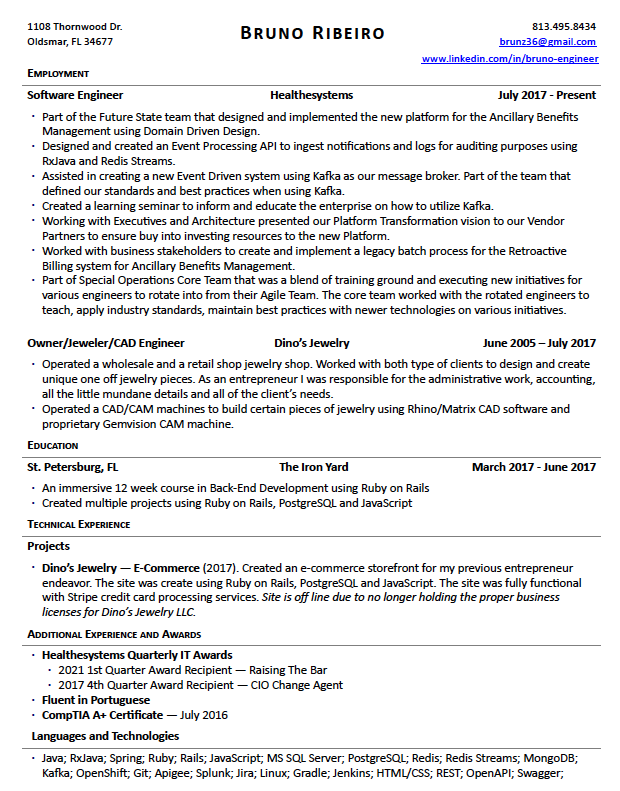 1108 Thornwood Dr.
Oldsmar, FL 34677
Bruno Ribeiro
813.495.8434
brunz36@gmail.com
www.linkedin.com/in/bruno-engineer
Employment
Software Engineer Healthesystems July 2017 - Present
· Part of the Future State team that designed and implemented the new platform for the Ancillary Benefits
Management using Domain Driven Design.
· Designed and created an Event Processing API to ingest notifications and logs for auditing purposes using
RxJava and Redis Streams.
· Assisted in creating a new Event Driven system using Kafka as our message broker. Part of the team that
defined our standards and best practices when using Kafka.
· Created a learning seminar to inform and educate the enterprise on how to utilize Kafka.
· Working with Executives and Architecture presented our Platform Transformation vision to our Vendor
Partners to ensure buy into investing resources to the new Platform.
· Worked with business stakeholders to create and implement a legacy batch process for the Retroactive
Billing system for Ancillary Benefits Management.
· Part of Special Operations Core Team that was a blend of training ground and executing new initiatives for
various engineers to rotate into from their Agile Team. The core team worked with the rotated engineers to
teach, apply industry standards, maintain best practices with newer technologies on various initiatives.
Owner/Jeweler/CAD Engineer Dino's Jewelry June 2005 – July 2017
· Operated a wholesale and a retail shop jewelry shop. Worked with both type of clients to design and create
unique one off jewelry pieces. As an entrepreneur I was responsible for the administrative work, accounting,
all the little mundane details and all of the client's needs.
· Operated a CAD/CAM machines to build certain pieces of jewelry using Rhino/Matrix CAD software and
proprietary Gemvision CAM machine.
Education
St. Petersburg, FL The Iron Yard March 2017 - June 2017
· An immersive 12 week course in Back-End Development using Ruby on Rails
· Created multiple projects using Ruby on Rails, PostgreSQL and JavaScript
Technical Experience
Projects
· Dino's Jewelry — E-Commerce (2017). Created an e-commerce storefront for my previous entrepreneur
endeavor. The site was create using Ruby on Rails, PostgreSQL and JavaScript. The site was fully functional
with Stripe credit card processing services. Site is off line due to no longer holding the proper business
licenses for Dino's Jewelry LLC.
Additional Experience and Awards
· Healthesystems Quarterly IT Awards
· 2021 1st Quarter Award Recipient — Raising The Bar
· 2017 4th Quarter Award Recipient — CIO Change Agent
· Fluent in Portuguese
· CompTIA A+ Certificate — July 2016
Languages and Technologies
· Java; RxJava; Spring; Ruby; Rails; JavaScript; MS SQL Server; PostgreSQL; Redis; Redis Streams; MongoDB;
Kafka; OpenShift; Git; Apigee; Splunk; Jira; Linux; Gradle; Jenkins; HTML/CSS; REST; OpenAPI; Swagger;